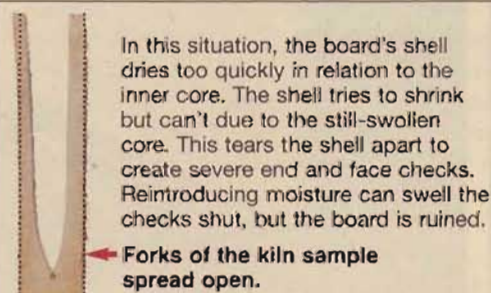 In this situation, the board's shell
dries too quickly in relation to the
inner core. The shell tries to shrink
but can't due to the still-swollen
core. This tears the shell apart to
create severe end and face checks.
Reintroducing moisture can swell the
checks shut, but the board is ruined.
Forks of the kiln sample
spread open.